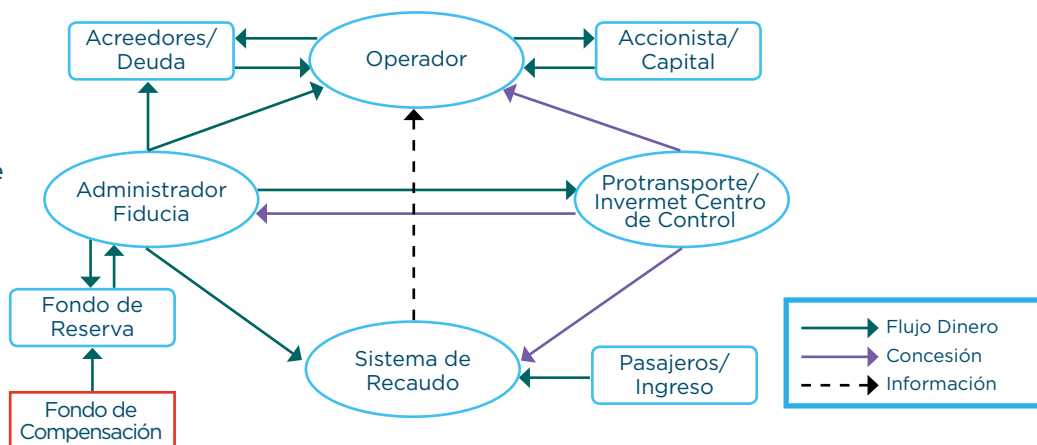 Acreedores/
Deuda
Operador
Accionista/
Capital
e
Administrador
Fiducia
Protransporte/
Invermet Centro
de Control
Fondo de
Reserva
Sistema de
Recaudo
Pasajeros/
Ingreso
Fondo de
Compensación
Flujo Dinero
Concesión
Información